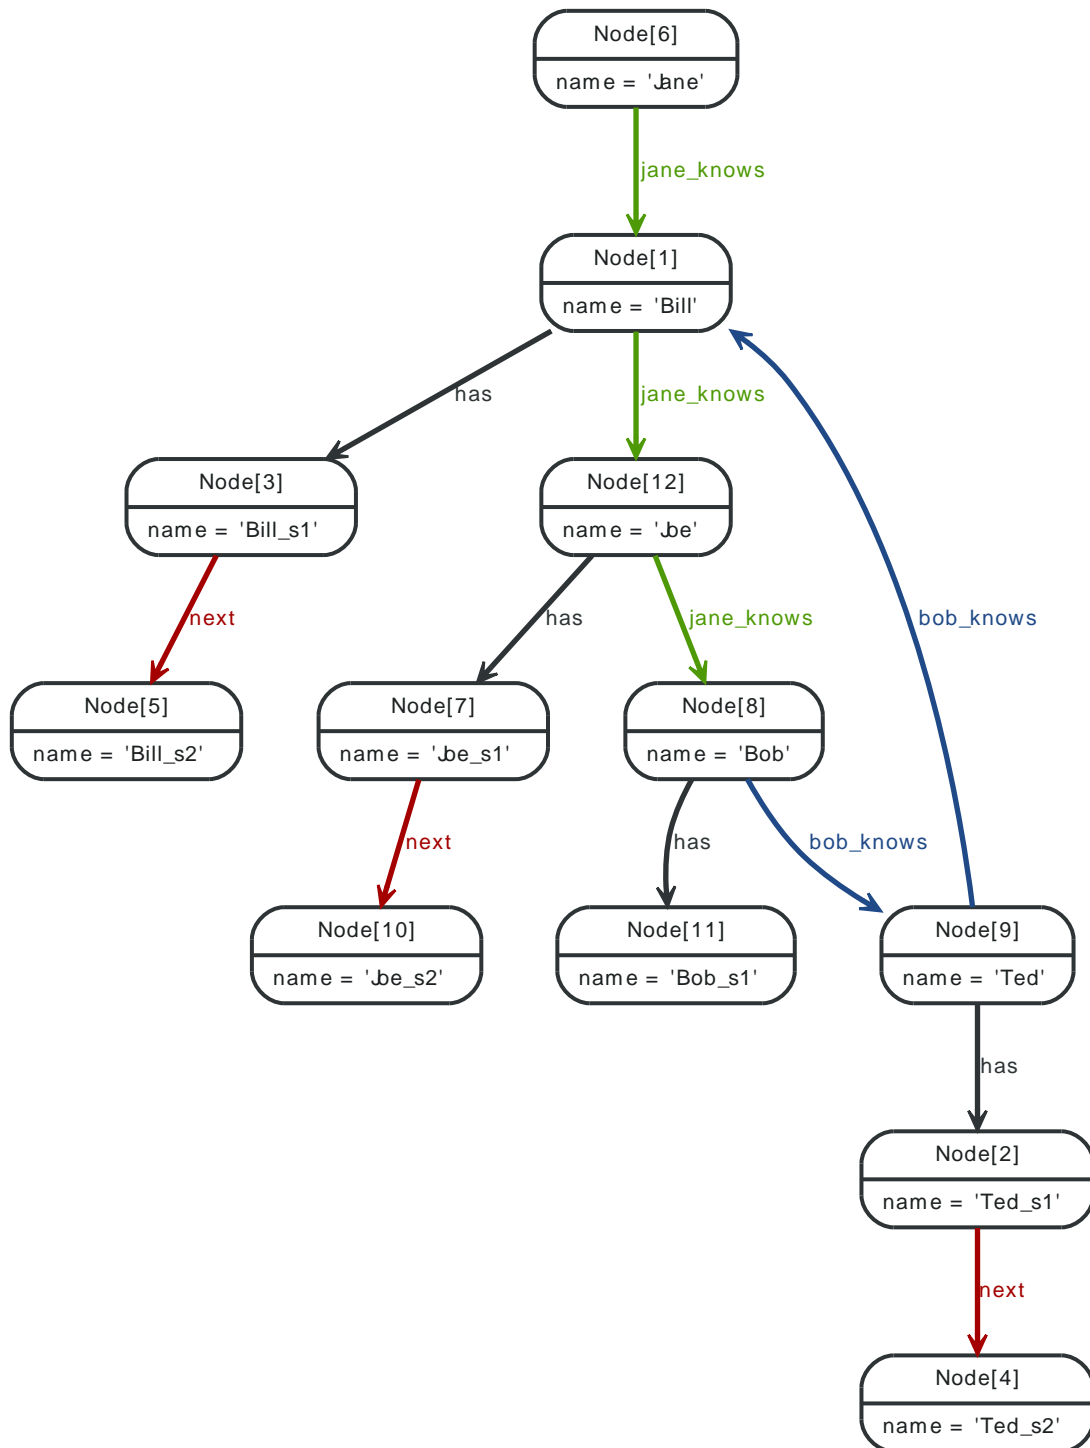 Node[6]
name = 'Jane'
jane_knows
Node[1]
name = 'Bill'
has
jane_knows
Node[3]
name = 'Bill_s1'
Node[12]
name = 'Joe'
next
has
jane_knows
bob_knows
Node[5]
name = 'Bill_s2'
Node[7]
name = 'Joe_s1'
Node[8]
name = 'Bob'
next
has
bob_knows
Node[10]
name = 'Joe_s2'
Node[11]
name = 'Bob_s1'
Node[9]
name = 'Ted'
has
Node[2]
name = 'Ted_s1'
next
Node[4]
name = 'Ted_s2'